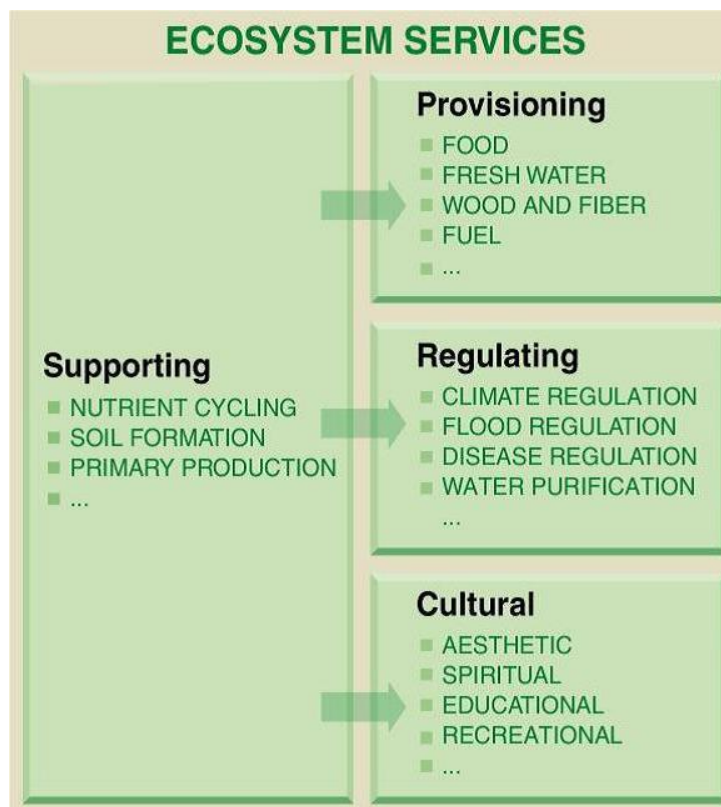 ECOSYSTEM SERVICES
Supporting
NUTRIENT CYCLING
SOIL FORMATION
PRIMARY PRODUCTION
...
Provisioning
FOOD
FRESH WATER
WOOD AND FIBER
FUEL
...
Regulating
CLIMATE REGULATION
FLOOD REGULATION
DISEASE REGULATION
WATER PURIFICATION
...
Cultural
AESTHETIC
SPIRITUAL
EDUCATIONAL
RECREATIONAL
...